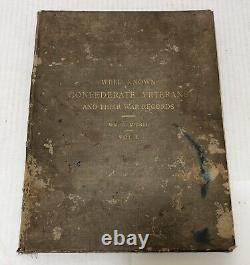 WELL KNOWN
CONFEDERATE VETERANS
AND THEIR WAR RECORDS
VOL. I.